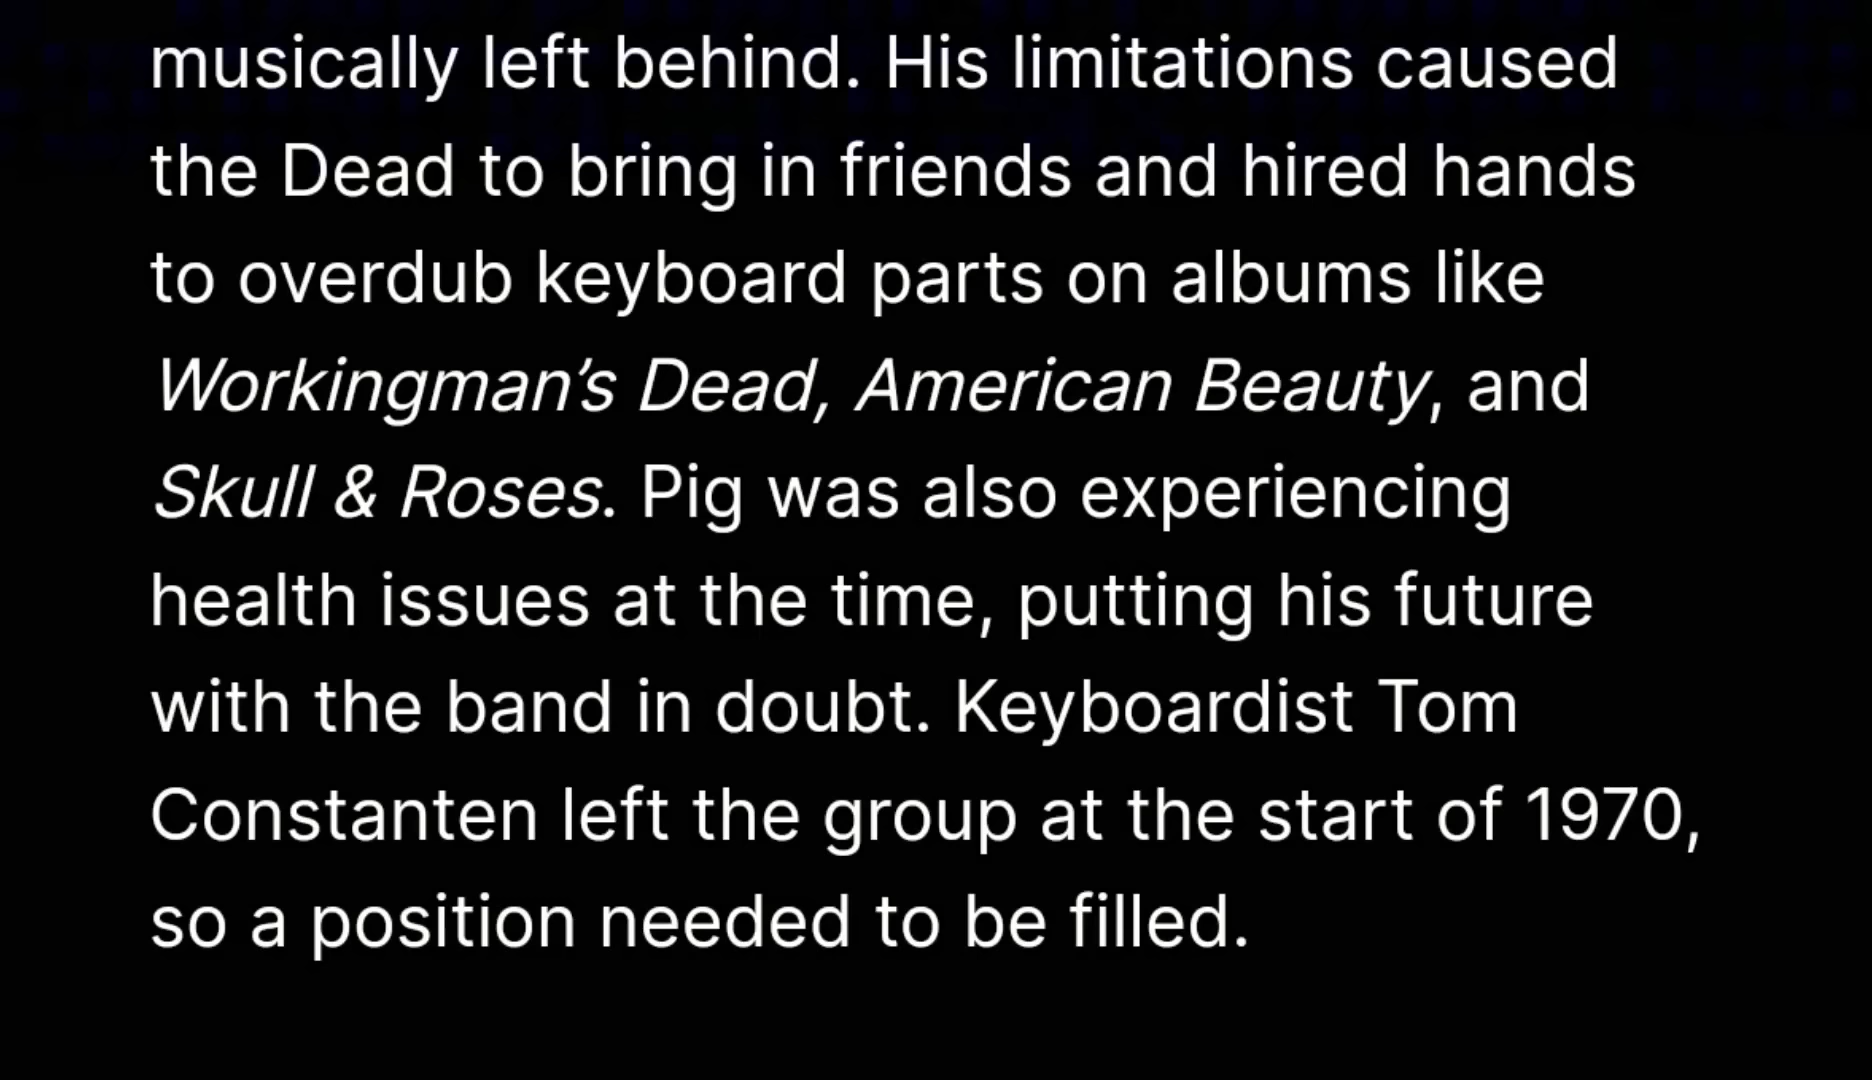 musically left behind. His limitations caused
the Dead to bring in friends and hired hands
to overdub keyboard parts on albums like
Workingman’s Dead, American Beauty, and
Skull & Roses. Pig was also experiencing
health issues at the time, putting his future
with the band in doubt. Keyboardist Tom
Constanten left the group at the start of 1970,
so a position needed to be filled.